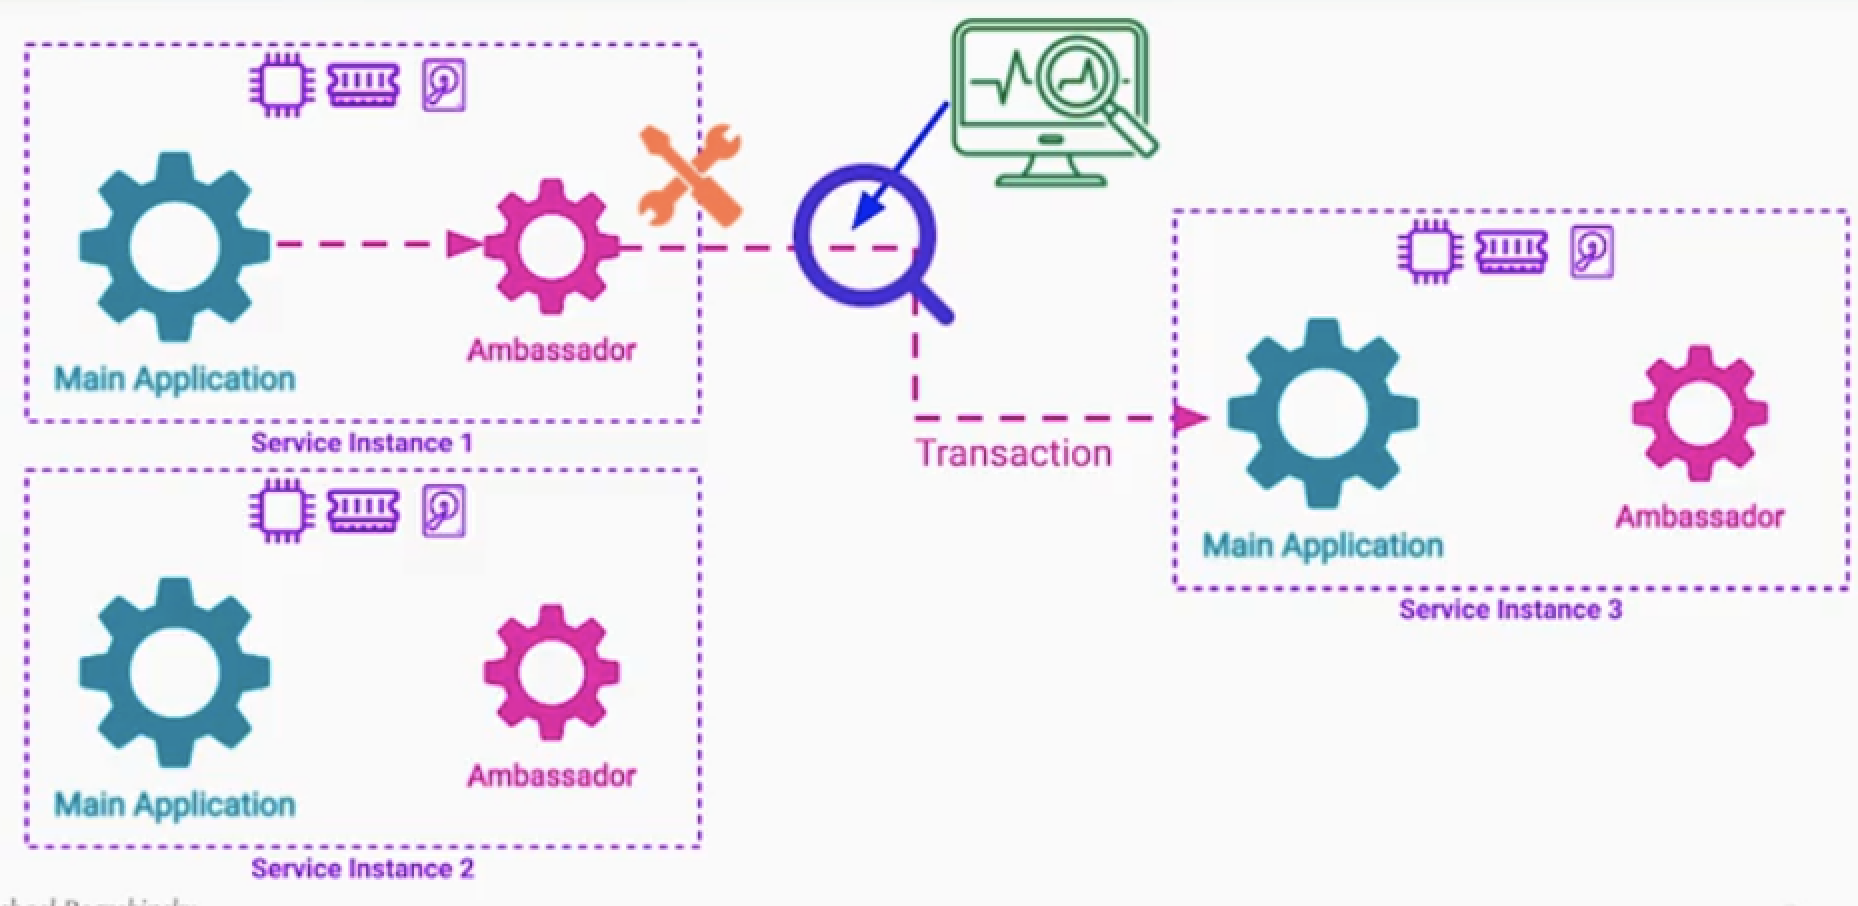 Ambassador
Main Application
Service Instance 1
Transaction
Ambassador
Main Application
Service Instance 3
Ambassador
Main Application
Service Instance 2